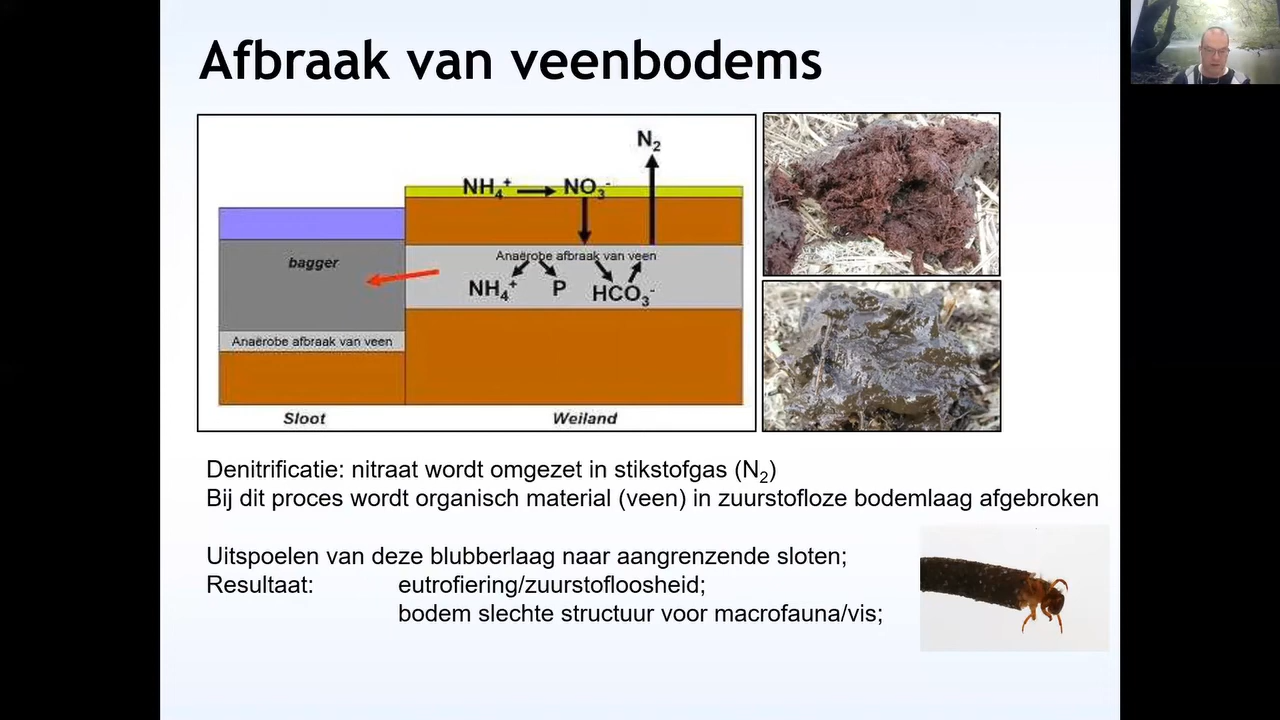 Afbraak van veenbodems
N2
NH4+ NO3-
bagger
Anaërobe afbraak van veen
NH4+ P HCO3-
Anaërobe afbraak van veen
Sloot Weiland
Denitrificatie: nitraat wordt omgezet in stikstofgas (N2)
Bij dit proces wordt organisch material (veen) in zuurstofloze bodemlaag afgebroken
Uitspoelen van deze blubberlaag naar aangrenzende sloten;
Resultaat: eutrofiering/zuurstofloosheid;
bodem slechte structuur voor macrofauna/vis;